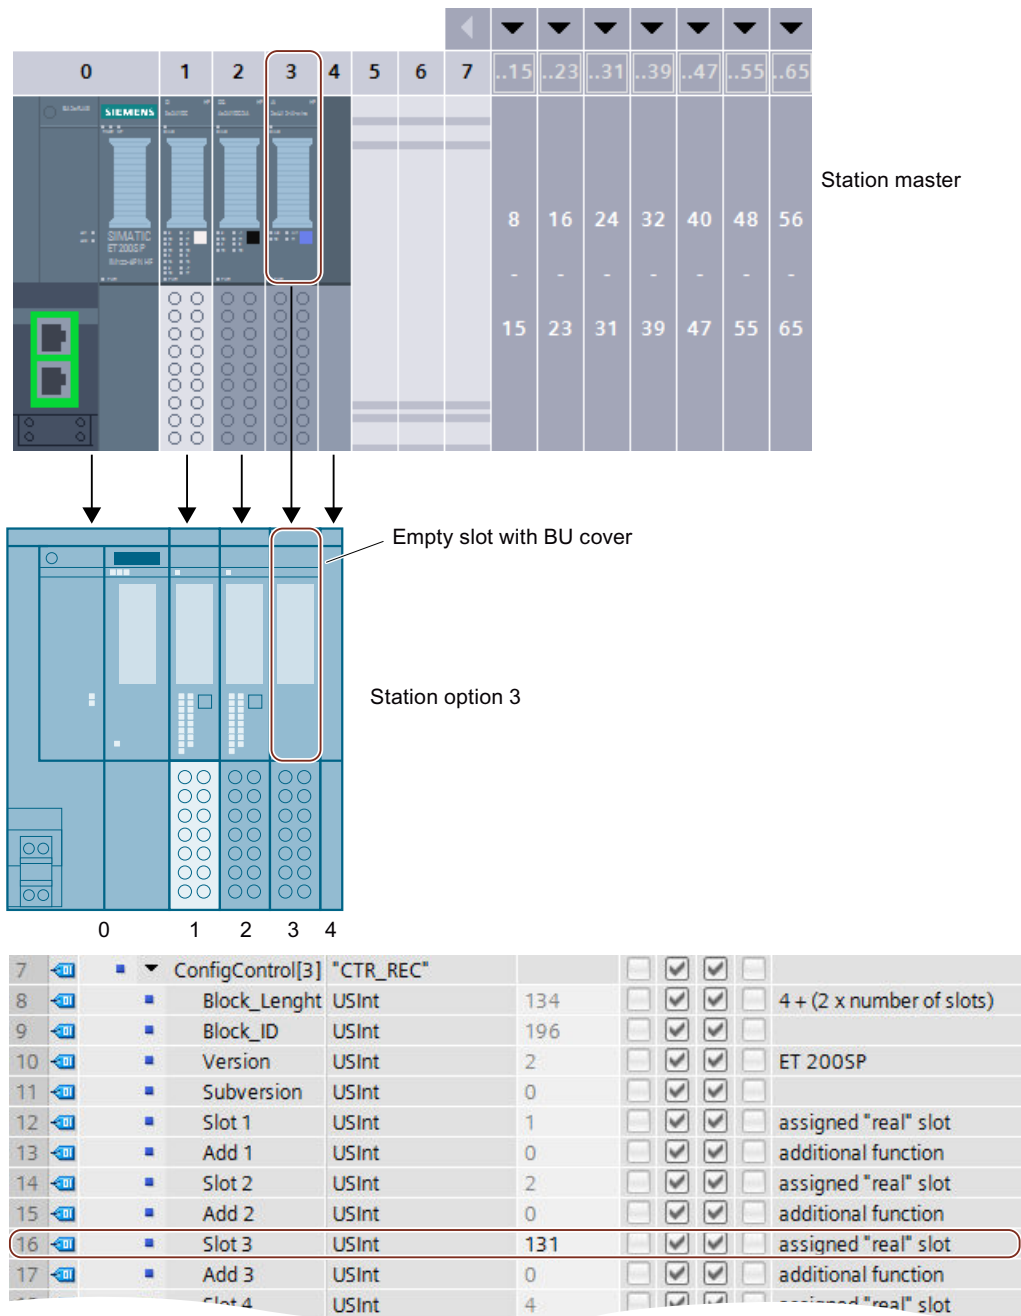 0 1 2 3 4 5 6 7 ..15 ..23 ..31 ..39 ..47 ..55 ..65
SIEMENS
Station master
8 16 24 32 40 48 56
- - - - - - -
15 23 31 39 47 55 65
SIMATIC
ET 200SP
Empty slot with BU cover
Station option 3
0 1 2 3 4
7 ConfigControl[3] "CTR_REC"
8 Block_Lenght USInt 134 4 + (2 x number of slots)
9 Block_ID USInt 196
10 Version USInt 2 ET 200SP
11 Subversion USInt 0
12 Slot 1 USInt 1 assigned "real" slot
13 Add 1 USInt 0 additional function
14 Slot 2 USInt 2 assigned "real" slot
15 Add 2 USInt 0 additional function
16 Slot 3 USInt 131 assigned "real" slot
17 Add 3 USInt 0 additional function
Slot 4 USInt 4 assigned "real" slot